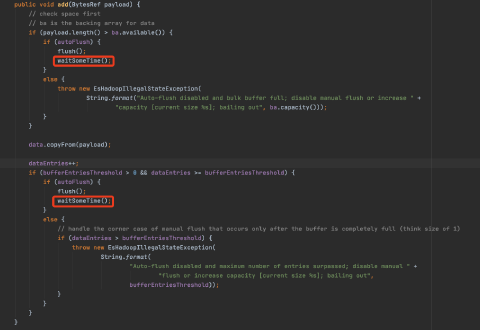 public void add(BytesRef payload) {
// check space first
// ba is the backing array for data
if (payload.length() > ba.available()) {
if (autoFlush) {
flush();
waitSomeTime();
}
else {
throw new EsHadoopIllegalStateException(
String.format("Auto-flush disabled and bulk buffer full; disable manual flush or increase " +
"capacity [current size %s]; bailing out", ba.capacity()));
}
}
data.copyFrom(payload);
dataEntries++;
if (bufferEntriesThreshold > 0 && dataEntries >= bufferEntriesThreshold) {
if (autoFlush) {
flush();
waitSomeTime();
}
else {
// handle the corner case of manual flush that occurs only after the buffer is completely full (think size of 1)
if (dataEntries > bufferEntriesThreshold) {
throw new EsHadoopIllegalStateException(
String.format(
"Auto-flush disabled and maximum number of entries surpassed; disable manual " +
"flush or increase capacity [current size %s]; bailing out",
bufferEntriesThreshold));
}
}
}
}